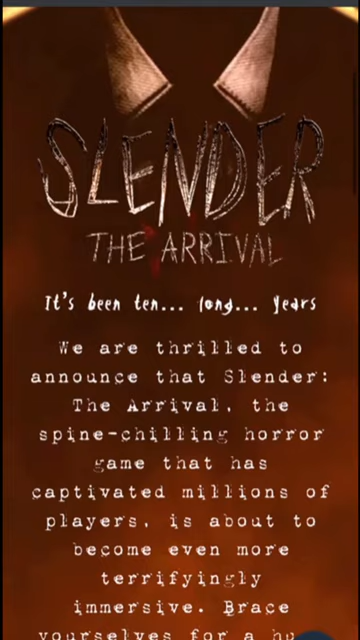 SLENDER
THE ARRIVAL
It's been ten... long... years
We are thrilled to
announce that Slender:
The Arrival, the
spine-chilling horror
game that has
captivated millions of
players, is about to
become even more
terrifyingly
immersive. Brace
yourselves for a